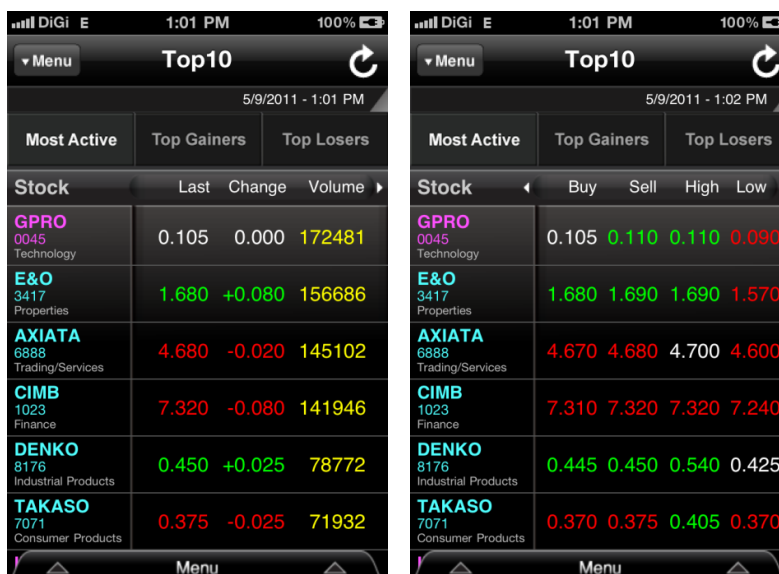 DiGi E 1:01 PM 100%
Menu Top10
5/9/2011 - 1:01 PM
Most Active Top Gainers Top Losers
Stock Last Change Volume
GPRO
0045 0.105 0.000 172481
Technology
E&O
3417 1.680 +0.080 156686
Properties
AXIATA
6888 4.680 -0.020 145102
Trading/Services
CIMB
1023 7.320 -0.080 141946
Finance
DENKO
8176 0.450 +0.025 78772
Industrial Products
TAKASO
7071 0.375 -0.025 71932
Consumer Products
Menu
DiGi E 1:01 PM 100%
Menu Top10
5/9/2011 - 1:02 PM
Most Active Top Gainers Top Losers
Stock Buy Sell High Low
GPRO
0045 0.105 0.110 0.110 0.090
Technology
E&O
3417 1.680 1.690 1.690 1.570
Properties
AXIATA
6888 4.670 4.680 4.700 4.600
Trading/Services
CIMB
1023 7.310 7.320 7.320 7.240
Finance
DENKO
8176 0.445 0.450 0.540 0.425
Industrial Products
TAKASO
7071 0.370 0.375 0.405 0.370
Consumer Products
Menu